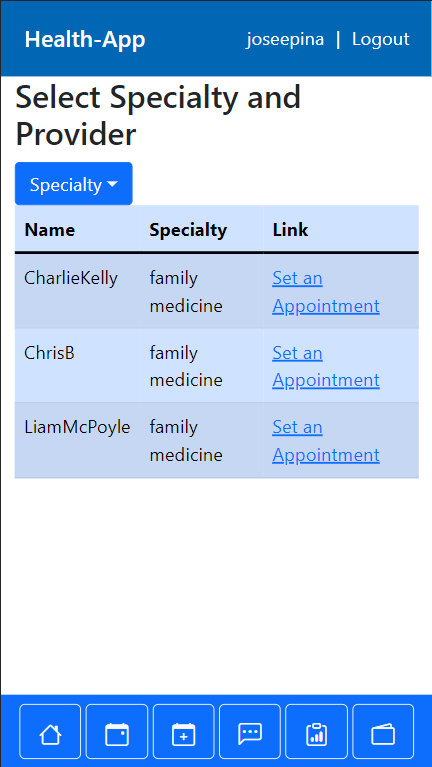 Health-App joseepina | Logout
Select Specialty and
Provider
Specialty
Name Specialty Link
CharlieKelly family Set an
medicine Appointment
ChrisB family Set an
medicine Appointment
LiamMcPoyle family Set an
medicine Appointment